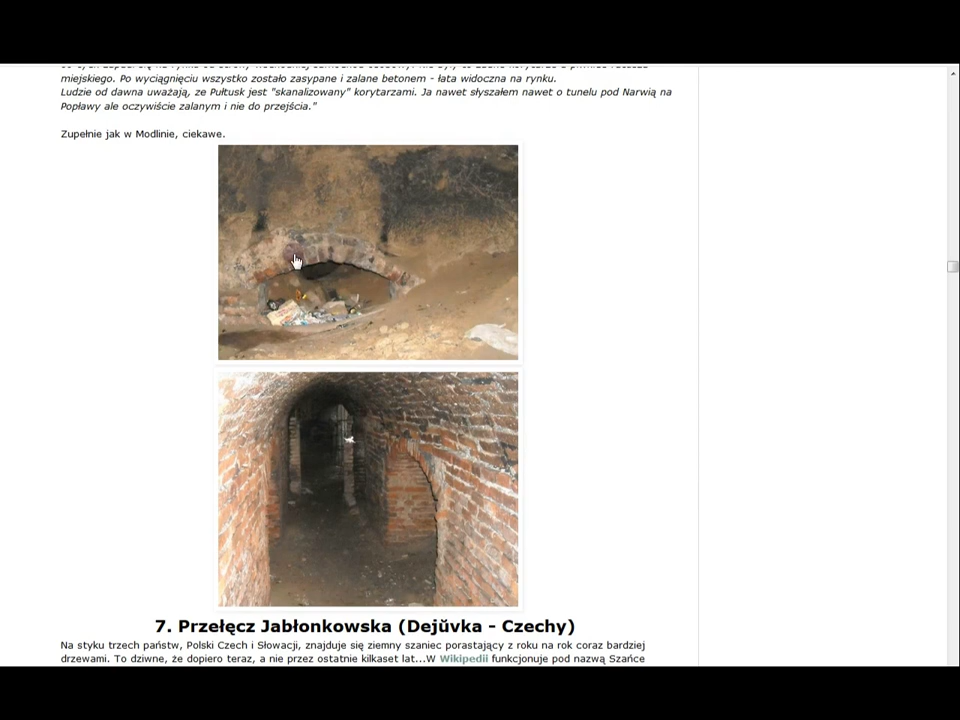 miejskiego. Po wyciągnięciu wszystko zostało zasypane i zalane betonem - łata widoczna na rynku.
Ludzie od dawna uważają, ze Pułtusk jest "skanalizowany" korytarzami. Ja nawet słyszałem nawet o tunelu pod Narwią na
Popławy ale oczywiście zalanym i nie do przejścia."
Zupełnie jak w Modlinie, ciekawe.
7. Przełęcz Jabłonkowska (Dejŭvka - Czechy)
Na styku trzech państw, Polski Czech i Słowacji, znajduje się ziemny szaniec porastający z roku na rok coraz bardziej
drzewami. To dziwne, że dopiero teraz, a nie przez ostatnie kilkaset lat...W Wikipedii funkcjonuje pod nazwą Szańce